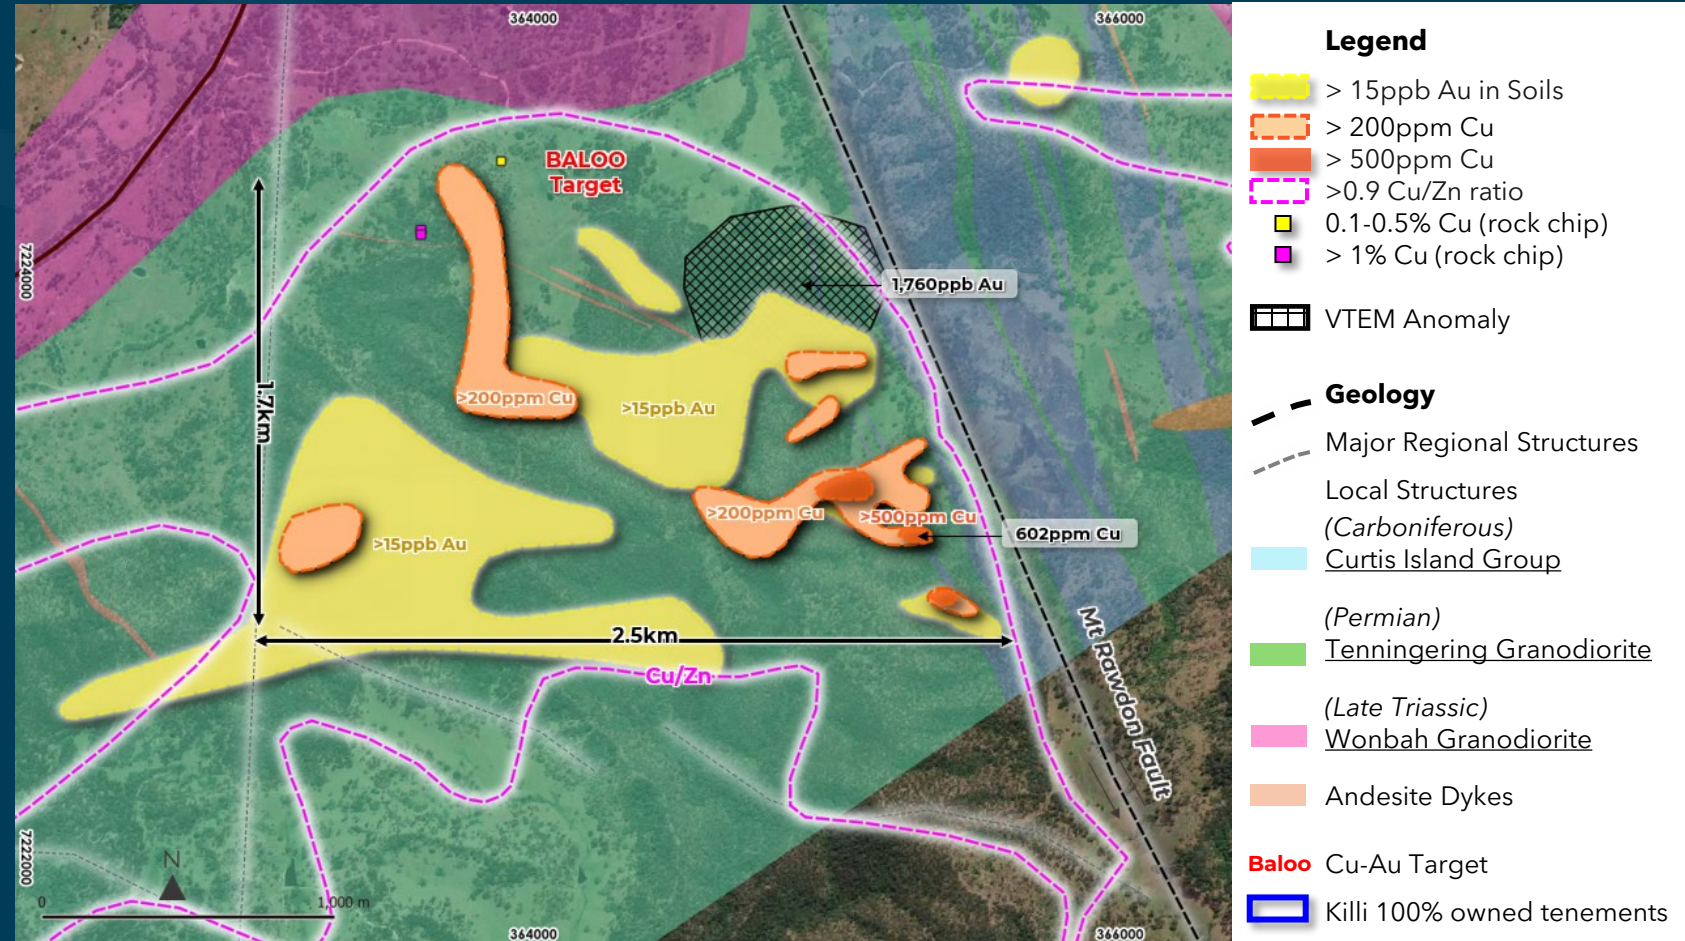 364000
366000
BALOO
Target
7224000
1,760ppb Au
1.7km
>200ppm Cu
>15ppb Au
>200ppm Cu
>500ppm Cu
>15ppb Au
602ppm Cu
2.5km
Cu/Zn
Mt Rawdon Fault
7222000
N
0
1,000 m
364000
366000
Legend
> 15ppb Au in Soils
> 200ppm Cu
> 500ppm Cu
>0.9 Cu/Zn ratio
0.1-0.5% Cu (rock chip)
> 1% Cu (rock chip)
VTEM Anomaly
Geology
Major Regional Structures
Local Structures
(Carboniferous)
Curtis Island Group
(Permian)
Tenningering Granodiorite
(Late Triassic)
Wonbah Granodiorite
Andesite Dykes
Baloo Cu-Au Target
Killi 100% owned tenements